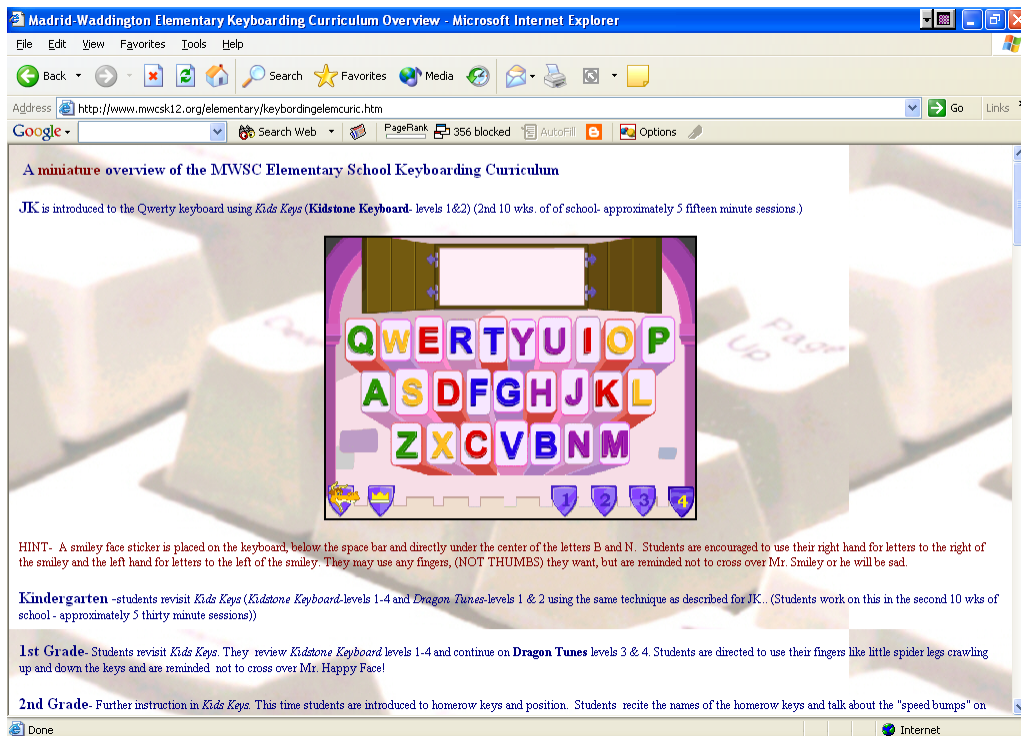 Madrid-Waddington Elementary Keyboarding Curriculum Overview - Microsoft Internet Explorer
File Edit View Favorites Tools Help
Back Search Favorites Media
Address http://www.mwcsk12.org/elementary/keybordingelemcuric.htm Go Links
Google Search Web PageRank 356 blocked AutoFill Options
A miniature overview of the MWSC Elementary School Keyboarding Curriculum
JK is introduced to the Qwerty keyboard using Kids Keys (Kidstone Keyboard- levels 1&2) (2nd 10 wks. of of school- approximately 5 fifteen minute sessions.)
Q W E R T Y U I O P
A S D F G H J K L
Z X C V B N M
1 2 3 4
Page Up
HINT- A smiley face sticker is placed on the keyboard, below the space bar and directly under the center of the letters B and N. Students are encouraged to use their right hand for letters to the right of
the smiley and the left hand for letters to the left of the smiley. They may use any fingers, (NOT THUMBS) they want, but are reminded not to cross over Mr. Smiley or he will be sad.
Kindergarten -students revisit Kids Keys (Kidstone Keyboard-levels 1-4 and Dragon Tunes-levels 1 & 2 using the same technique as described for JK.. (Students work on this in the second 10 wks of
school - approximately 5 thirty minute sessions))
1st Grade- Students revisit Kids Keys. They review Kidstone Keyboard levels 1-4 and continue on Dragon Tunes levels 3 & 4. Students are directed to use their fingers like little spider legs crawling
up and down the keys and are reminded not to cross over Mr. Happy Face!
2nd Grade- Further instruction in Kids Keys. This time students are introduced to homerow keys and position. Students recite the names of the homerow keys and talk about the "speed bumps" on
Done Internet